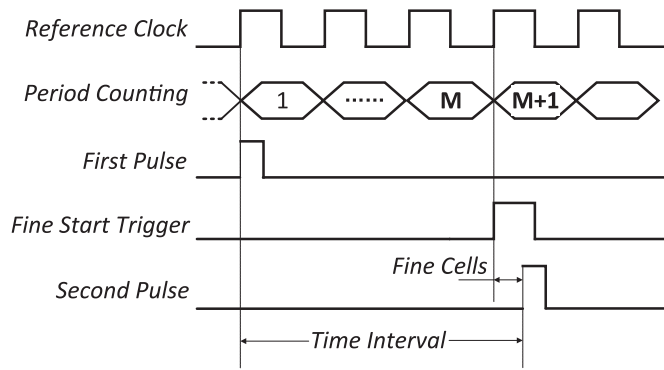 Reference Clock
Period Counting
1
......
M
M+1
First Pulse
Fine Start Trigger
Fine Cells
Second Pulse
Time Interval